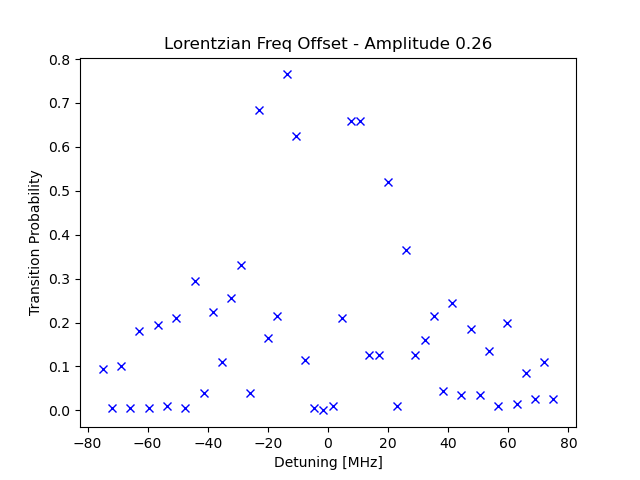 Lorentzian Freq Offset - Amplitude 0.26
Transition Probability
0.8
0.7
0.6
0.5
0.4
0.3
0.2
0.1
0.0
−80 −60 −40 −20 0 20 40 60 80
Detuning [MHz]